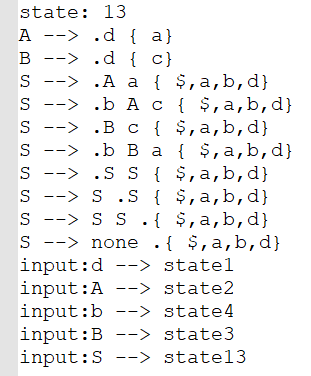 state: 13
A --> .d { a}
B --> .d { c}
S --> .A a { $,a,b,d}
S --> .b A c { $,a,b,d}
S --> .B c { $,a,b,d}
S --> .b B a { $,a,b,d}
S --> .S S { $,a,b,d}
S --> S .S { $,a,b,d}
S --> S S .{ $,a,b,d}
S --> none .{ $,a,b,d}
input:d --> state1
input:A --> state2
input:b --> state4
input:B --> state3
input:S --> state13